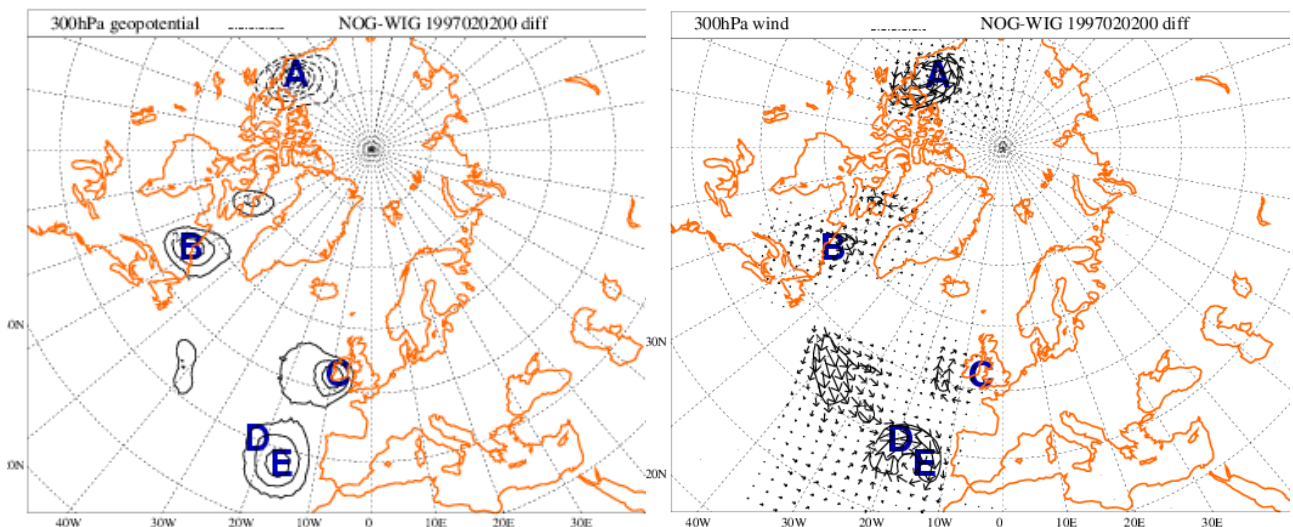 300hPa geopotential NOG-WIG 1997020200 diff
300hPa wind NOG-WIG 1997020200 diff
A
A
B
B
0N
30N
C
C
D
D
E
E
0N
20N
40W 30W 20W 10W 0 10E 20E 30E
40W 30W 20W 10W 0 10E 20E 30E